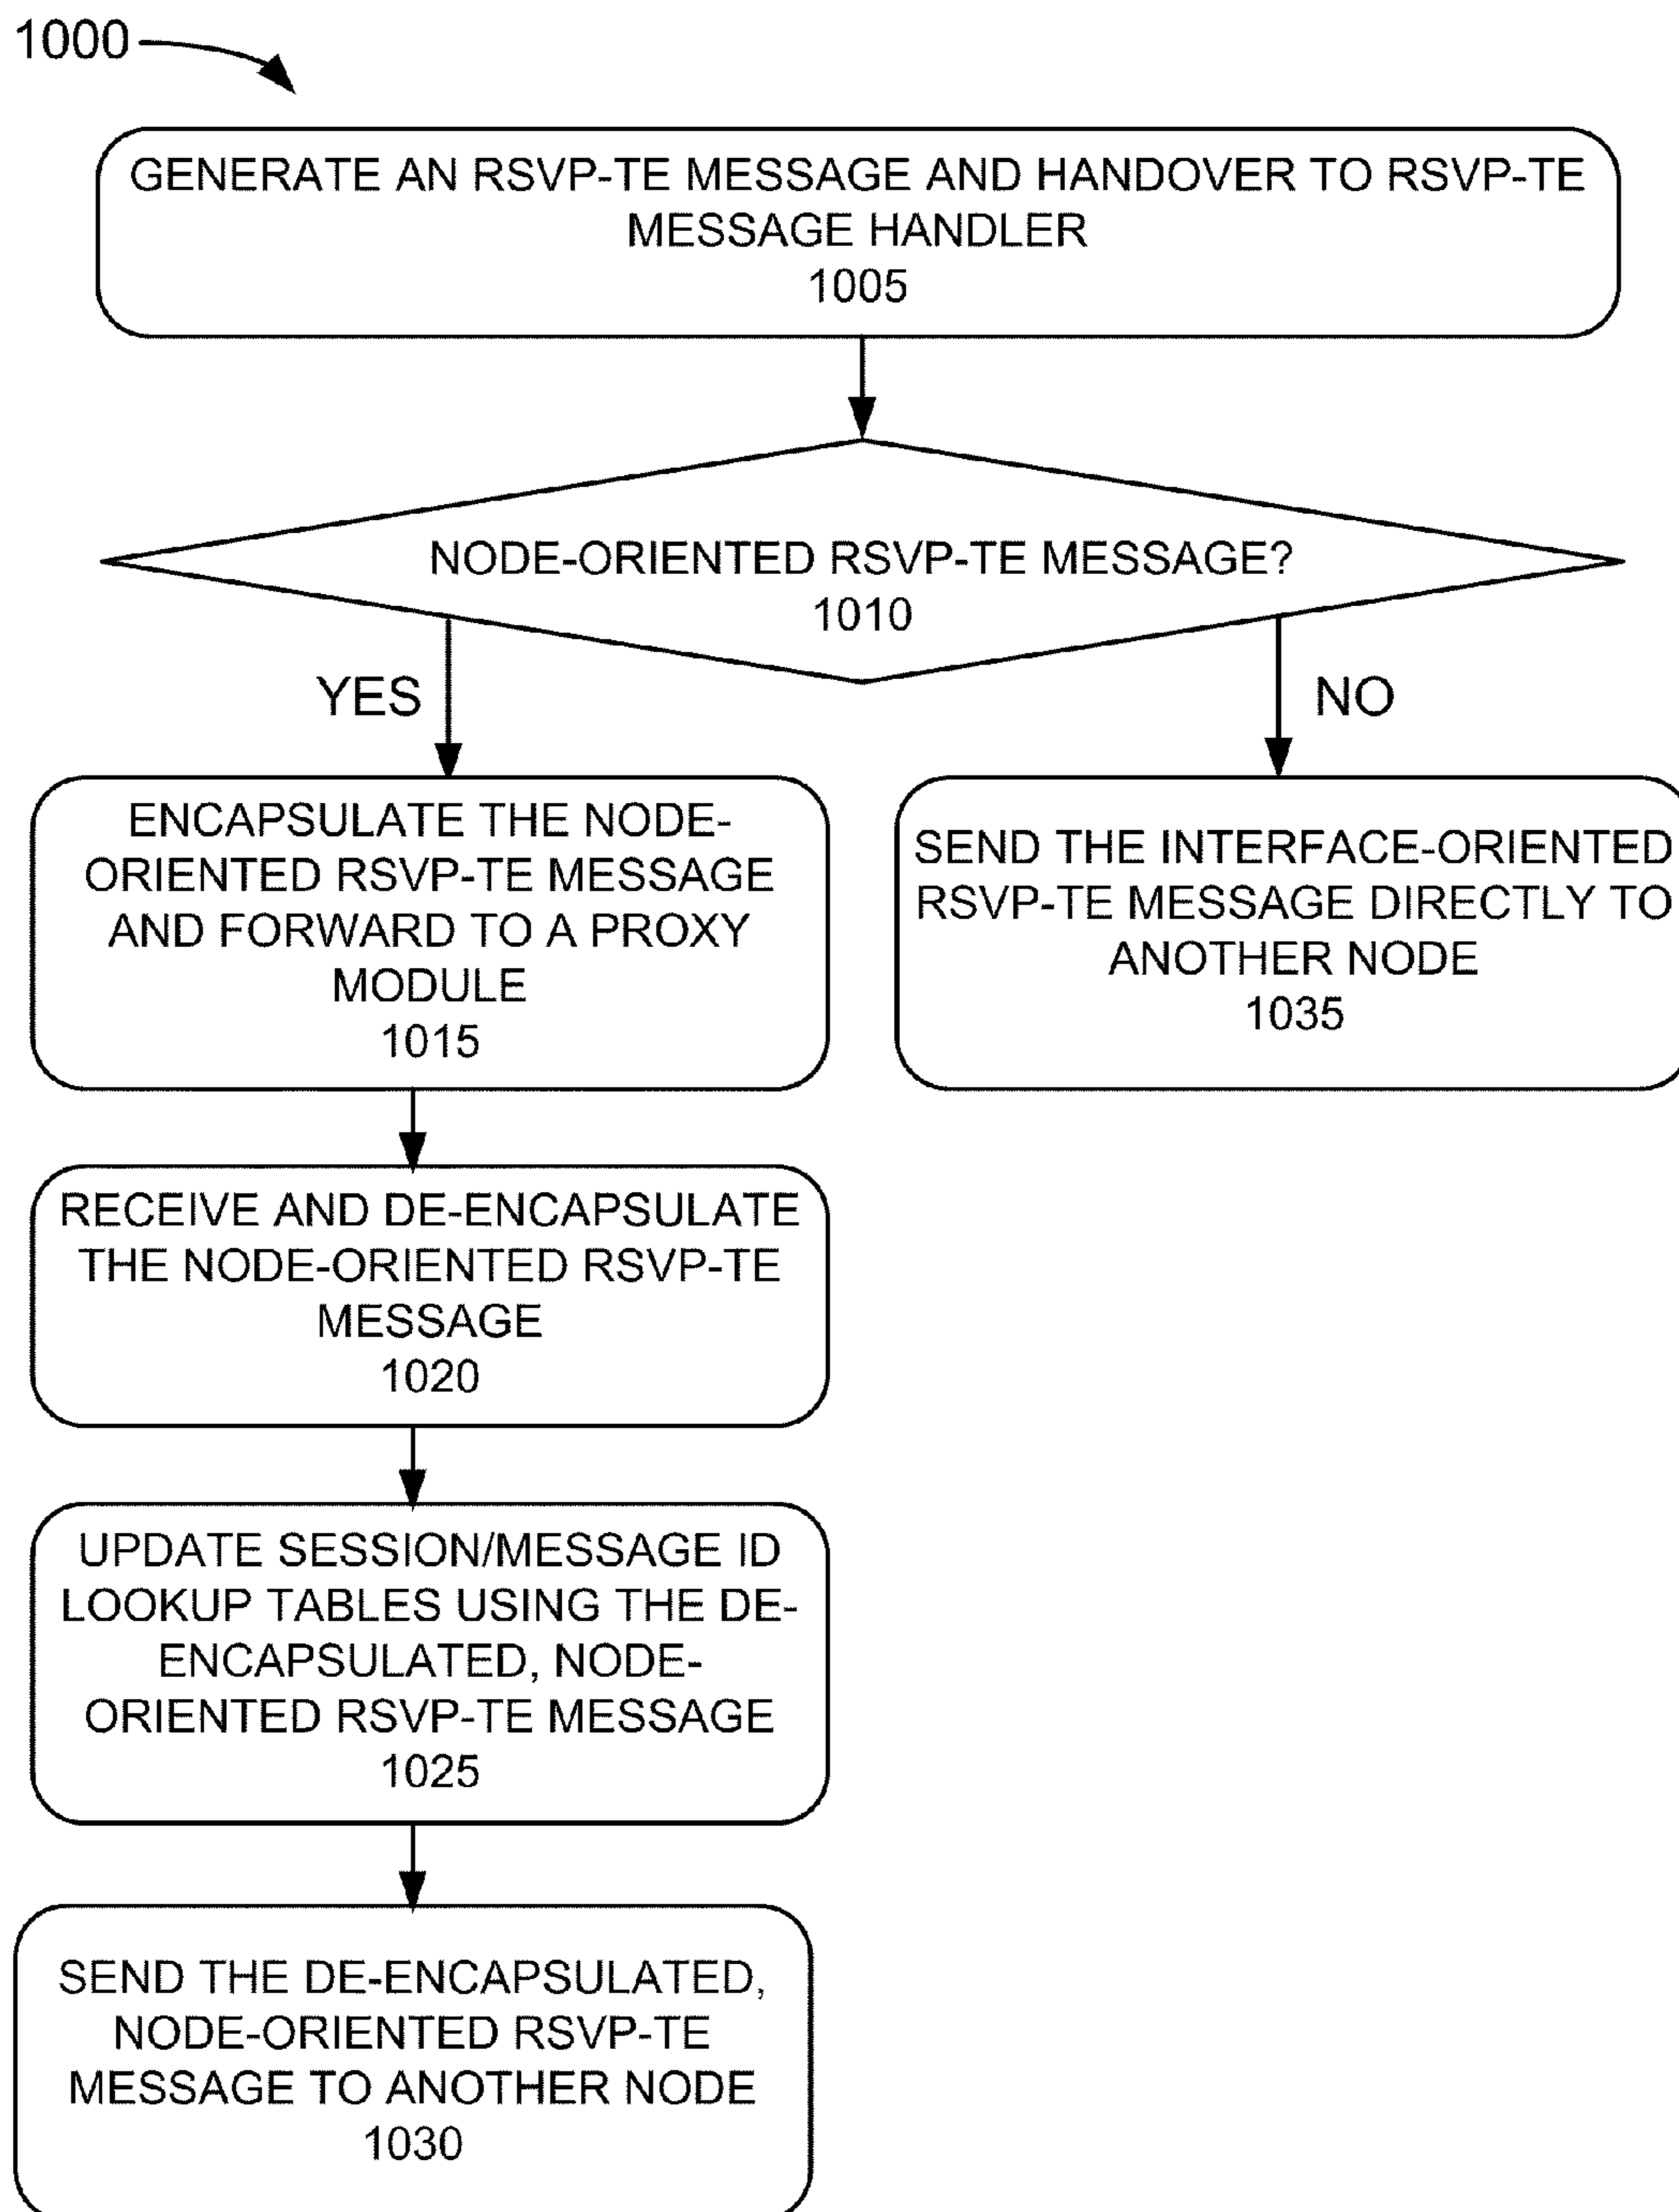 1000
GENERATE AN RSVP-TE MESSAGE AND HANDOVER TO RSVP-TE
MESSAGE HANDLER
1005
NODE-ORIENTED RSVP-TE MESSAGE?
1010
YES
NO
ENCAPSULATE THE NODE-
ORIENTED RSVP-TE MESSAGE
AND FORWARD TO A PROXY
MODULE
1015
SEND THE INTERFACE-ORIENTED
RSVP-TE MESSAGE DIRECTLY TO
ANOTHER NODE
1035
RECEIVE AND DE-ENCAPSULATE
THE NODE-ORIENTED RSVP-TE
MESSAGE
1020
UPDATE SESSION/MESSAGE ID
LOOKUP TABLES USING THE DE-
ENCAPSULATED, NODE-
ORIENTED RSVP-TE MESSAGE
1025
SEND THE DE-ENCAPSULATED,
NODE-ORIENTED RSVP-TE
MESSAGE TO ANOTHER NODE
1030